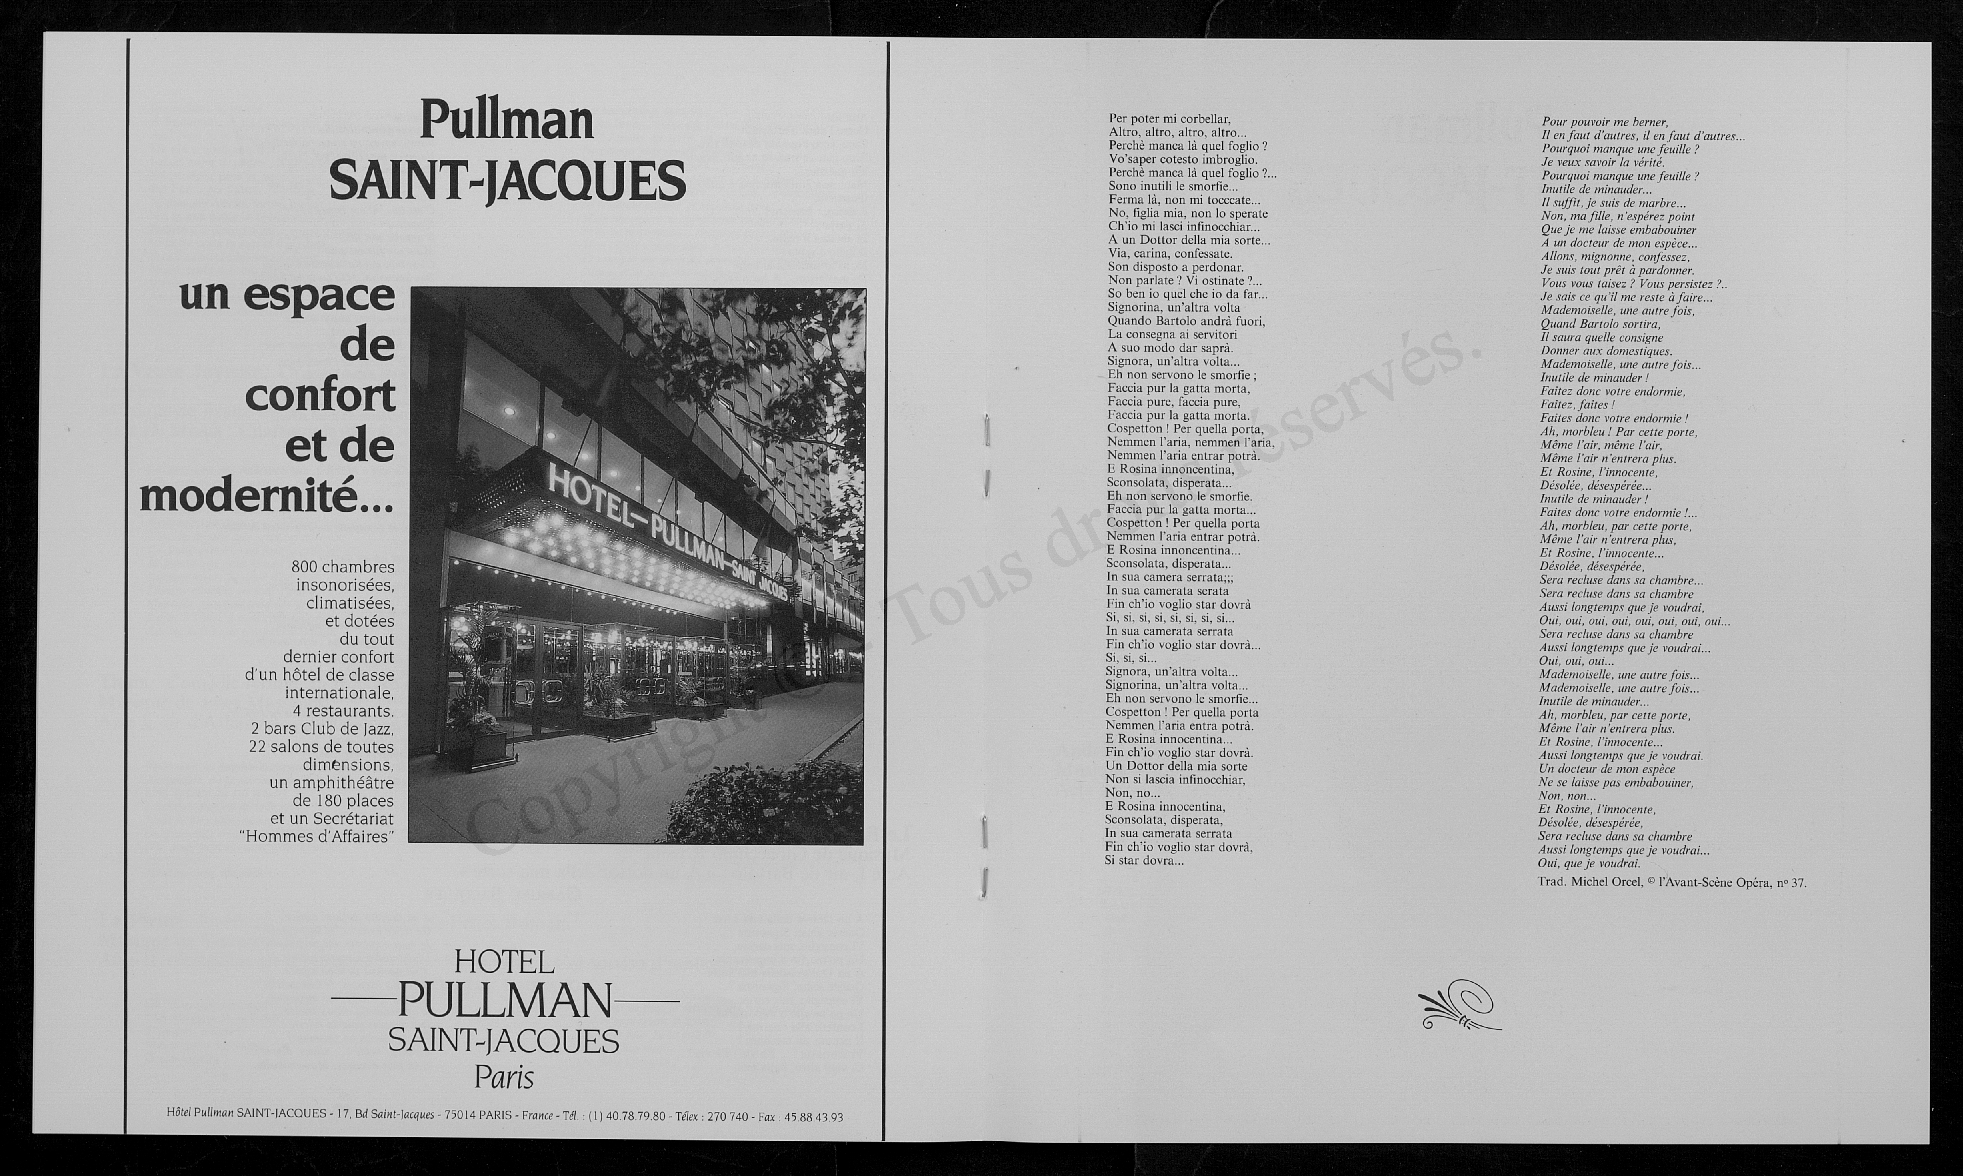 Pullman
SAINT-JACQUES
un espace
de
confort
et de
modernité...
800 chambres
insonorisées,
climatisées,
et dotées
du tout
dernier confort
d'un hôtel de classe
internationale,
4 restaurants.
2 bars Club de Jazz,
22 salons de toutes
dimensions,
un amphithéâtre
de 180 places
et un Secrétariat
"Hommes d'Affaires"
HOTEL-PULLMAN-SAINT JACQUES
HOTEL
PULLMAN
SAINT-JACQUES
Paris
Hôtel Pullman SAINT-JACQUES - 17, Bd Saint-Jacques - 75014 PARIS - France - Tél. : (1) 40.78.79.80 - Télex : 270 740 - Fax : 45.88.43.93
Per poter mi corbellar,
Altro, altro, altro, altro...
Perchè manca là quel foglio ?
Vo'saper cotesto imbroglio.
Perchè manca là quel foglio ?...
Sono inutili le smorfie...
Ferma là, non mi tocccate...
No, figlia mia, non lo sperate
Ch'io mi lasci infinocchiar...
A un Dottor della mia sorte...
Via, carina, confessate.
Son disposto a perdonar.
Non parlate ? Vi ostinate ?...
So ben io quel che io da far...
Signorina, un'altra volta
Quando Bartolo andrà fuori,
La consegna ai servitori
A suo modo dar saprà.
Signora, un'altra volta...
Eh non servono le smorfie ;
Faccia pur la gatta morta,
Faccia pure, faccia pure,
Faccia pur la gatta morta.
Cospetton ! Per quella porta,
Nemmen l'aria, nemmen l'aria,
Nemmen l'aria entrar potrà.
E Rosina innoncentina,
Sconsolata, disperata...
Eh non servono le smorfie.
Faccia pur la gatta morta...
Cospetton ! Per quella porta
Nemmen l'aria entrar potrà.
E Rosina innoncentina...
Sconsolata, disperata...
In sua camera serrata;;;
In sua camera serata
Fin ch'io voglio star dovrà
Si, si, si, si, si, si, si, si...
In sua camerata serrata
Fin ch'io voglio star dovrà...
Si, si, si...
Signora, un'altra volta...
Signorina, un'altra volta...
Eh non servono le smorfie...
Cospetton ! Per quella porta
Nemmen l'aria entra potrà.
E Rosina innocentina...
Fin ch'io voglio star dovrà.
Un Dottor della mia sorte
Non si lascia infinocchiar,
Non, no...
E Rosina innocentina,
Sconsolata, disperata,
In sua camerata serrata
Fin ch'io voglio star dovrà,
Si star dovra...
Pour pouvoir me berner,
Il en faut d'autres, il en faut d'autres...
Pourquoi manque une feuille ?
Je veux savoir la vérité.
Pourquoi manque une feuille ?
Inutile de minauder...
Il suffit, je suis de marbre...
Non, ma fille, n'espérez point
Que je me laisse embabouiner
A un docteur de mon espèce...
Allons, mignonne, confessez,
Je suis tout prêt à pardonner.
Vous vous taisez ? Vous persistez ?..
Je sais ce qu'il me reste à faire...
Mademoiselle, une autre fois,
Quand Bartolo sortira,
Il saura quelle consigne
Donner aux domestiques.
Mademoiselle, une autre fois...
Inutile de minauder !
Faitez donc votre endormie,
Faitez, faites !
Faites donc votre endormie !
Ah, morbleu ! Par cette porte,
Même l'air, même l'air,
Même l'air n'entrera plus.
Et Rosine, l'innocente,
Désolée, désespérée...
Inutile de minauder !
Faites donc votre endormie !...
Ah, morbleu, par cette porte,
Même l'air n'entrera plus,
Et Rosine, l'innocente...
Désolée, désespérée,
Sera recluse dans sa chambre...
Sera recluse dans sa chambre
Aussi longtemps que je voudrai,
Oui, oui, oui, oui, oui, oui, oui, oui...
Sera recluse dans sa chambre
Aussi longtemps que je voudrai...
Oui, oui, oui...
Mademoiselle, une autre fois...
Mademoiselle, une autre fois...
Inutile de minauder...
Ah, morbleu, par cette porte,
Même l'air n'entrera plus.
Et Rosine, l'innocente...
Aussi longtemps que je voudrai.
Un docteur de mon espèce
Ne se laisse pas embabouiner,
Non, non...
Et Rosine, l'innocente,
Désolée, désespérée,
Sera recluse dans sa chambre
Aussi longtemps que je voudrai...
Oui, que je voudrai.
Trad. Michel Orcel, © l'Avant-Scène Opéra, nº 37.
Copyright © - Tous droits réservés.